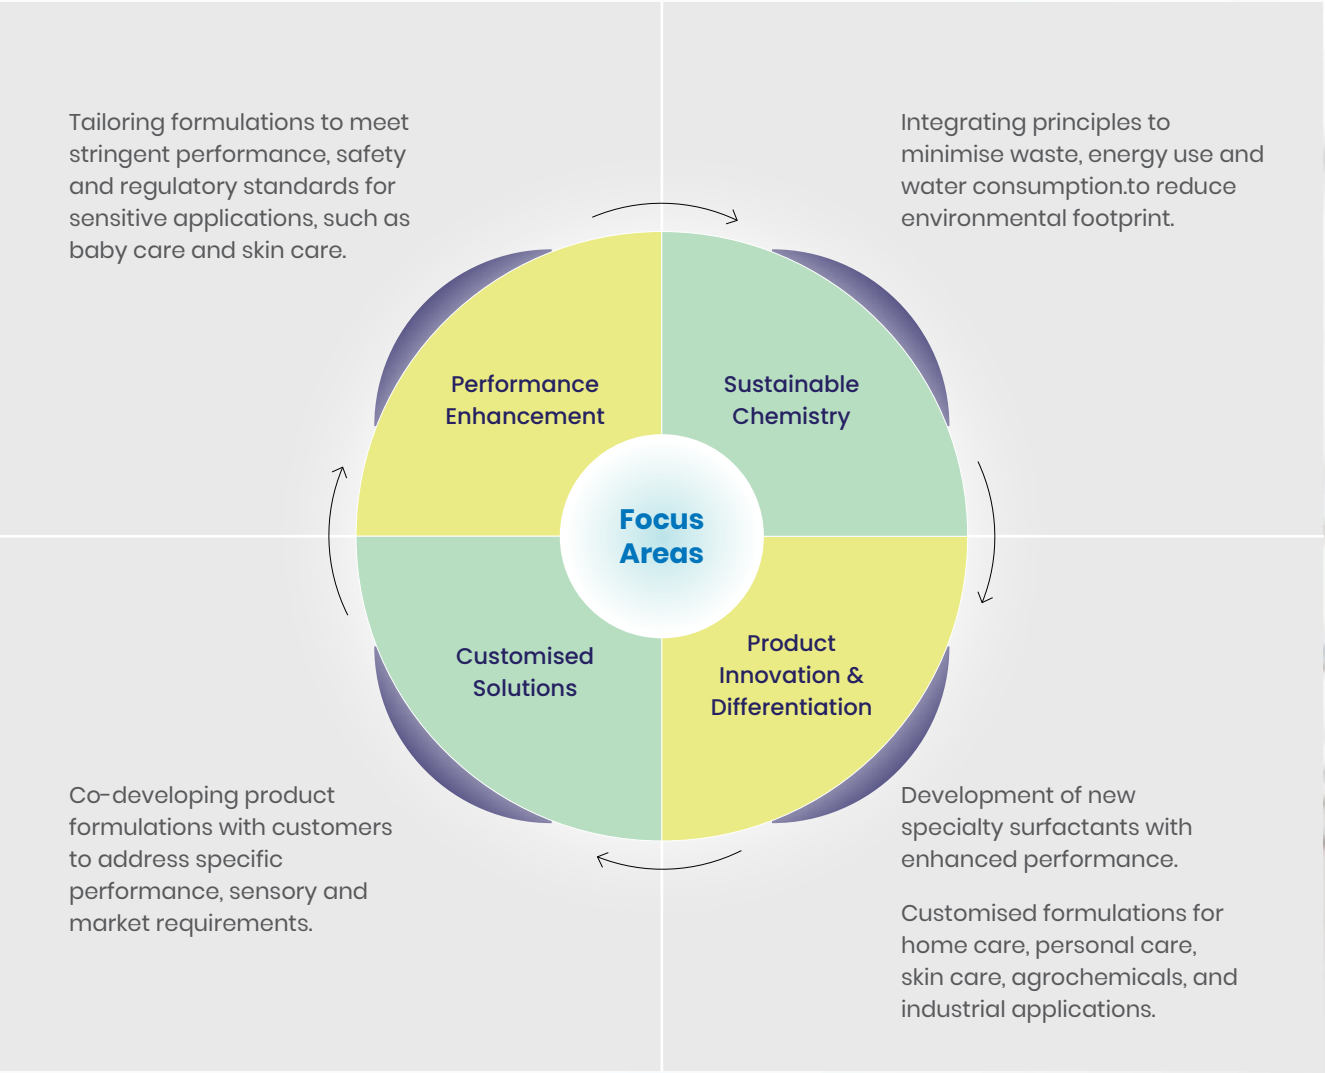 Tailoring formulations to meet
stringent performance, safety
and regulatory standards for
sensitive applications, such as
baby care and skin care.
Integrating principles to
minimise waste, energy use and
water consumption.to reduce
environmental footprint.
Performance
Enhancement
Sustainable
Chemistry
Focus
Areas
Customised
Solutions
Product
Innovation &
Differentiation
Co-developing product
formulations with customers
to address specific
performance, sensory and
market requirements.
Development of new
specialty surfactants with
enhanced performance.
Customised formulations for
home care, personal care,
skin care, agrochemicals, and
industrial applications.